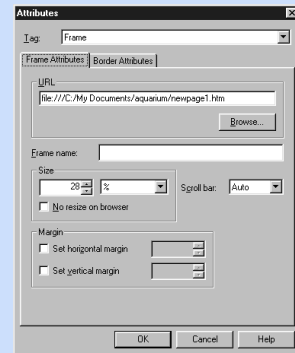 Attributes
Tag: Frame
Frame Attributes Border Attributes
URL
file:///C:/My Documents/aquarium/newpage1.htm
Browse...
Frame name:
Size
28 % Scroll bar: Auto
No resize on browser
Margin
Set horizontal margin
Set vertical margin
OK Cancel Help